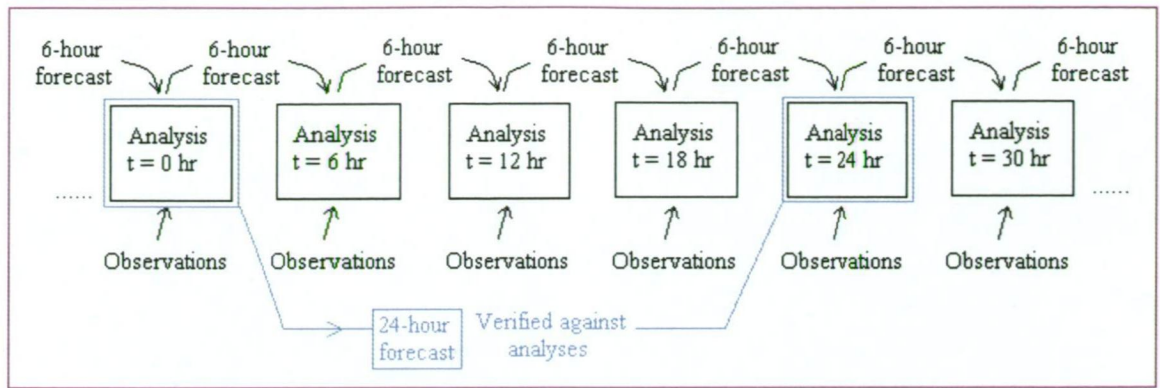 6-hour
forecast
6-hour
forecast
6-hour
forecast
6-hour
forecast
6-hour
forecast
6-hour
forecast
6-hour
forecast
Analysis
t = 0 hr
Analysis
t = 6 hr
Analysis
t = 12 hr
Analysis
t = 18 hr
Analysis
t = 24 hr
Analysis
t = 30 hr
......
......
Observations
Observations
Observations
Observations
Observations
Observations
24-hour
forecast
Verified against
analyses